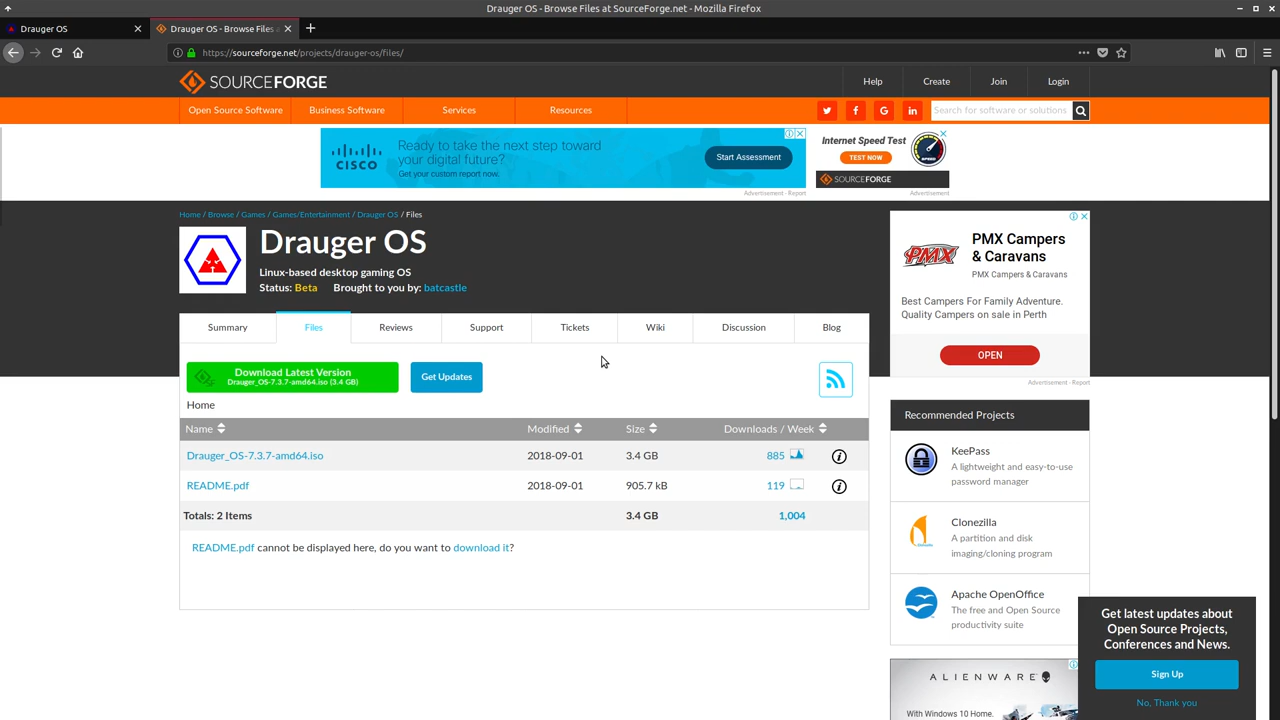 Drauger OS - Browse Files at SourceForge.net - Mozilla Firefox
Drauger OS
Drauger OS - Browse Files a
https://sourceforge.net/projects/drauger-os/files/
SOURCEFORGE
Help
Create
Join
Login
Open Source Software
Business Software
Services
Resources
Search for software or solutions
CISCO
Ready to take the next step toward
your digital future?
Get your custom report now.
Start Assessment
Advertisement - Report
Internet Speed Test
TEST NOW
SPEED
SOURCEFORGE
Advertisement
Home / Browse / Games / Games/Entertainment / Drauger OS / Files
Drauger OS
Linux-based desktop gaming OS
Status: Beta
Brought to you by: batcastle
PMX
PMX Campers
& Caravans
PMX Campers & Caravans
Best Campers For Family Adventure.
Quality Campers on sale in Perth
OPEN
Advertisement - Report
Summary
Files
Reviews
Support
Tickets
Wiki
Discussion
Blog
Download Latest Version
Drauger_OS-7.3.7-amd64.iso (3.4 GB)
Get Updates
Home
Name
Modified
Size
Downloads / Week
Drauger_OS-7.3.7-amd64.iso
2018-09-01
3.4 GB
885
README.pdf
2018-09-01
905.7 kB
119
Totals: 2 Items
3.4 GB
1,004
README.pdf cannot be displayed here, do you want to download it?
Recommended Projects
KeePass
A lightweight and easy-to-use
password manager
Clonezilla
A partition and disk
imaging/cloning program
Apache OpenOffice
The free and Open Source
productivity suite
ALIENWARE
With Windows 10 Home.
Get latest updates about
Open Source Projects,
Conferences and News.
Sign Up
No, Thank you